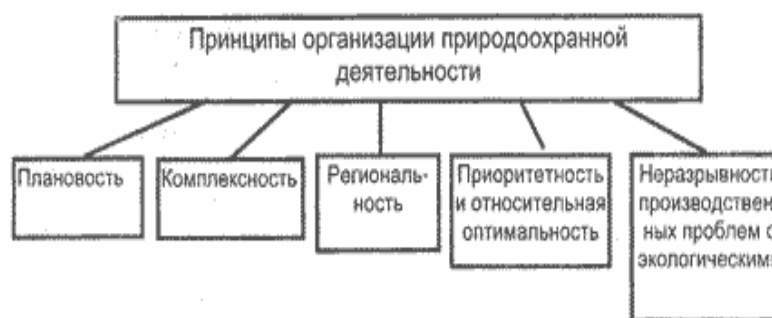 Принципы организации природоохранной
деятельности
Плановость
Комплексность
Региональ-
ность
Приоритетность
и относительная
оптимальность
Неразрывность
производствен
ных проблем с
экологическим